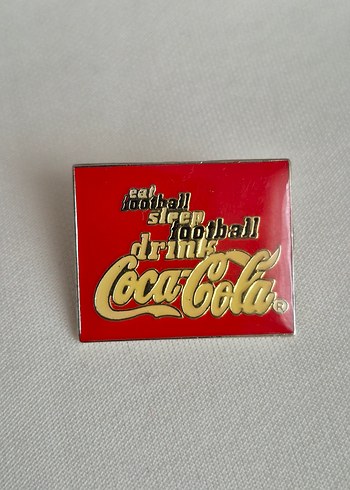 eat
football
sleep
football
drink
Coca-Cola®